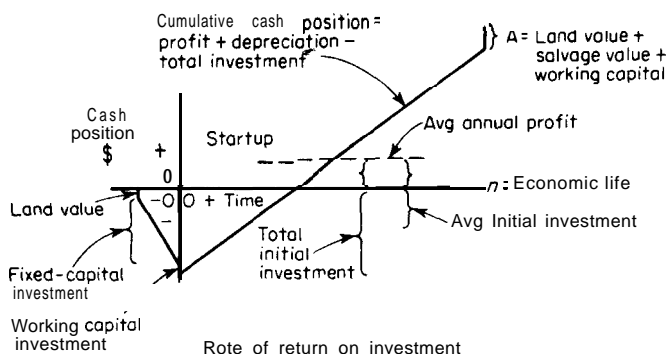 Cumulative cash position =
profit + depreciation –
total investment
A = Land value +
salvage value +
working capital
Cash
position
$
+
Startup
Avg annual profit
0
-0 0 + Time
n = Economic life
Land value
–
Avg Initial investment
Total
initial
investment
Fixed-capital
investment
Working capital
investment
Rote of return on investment